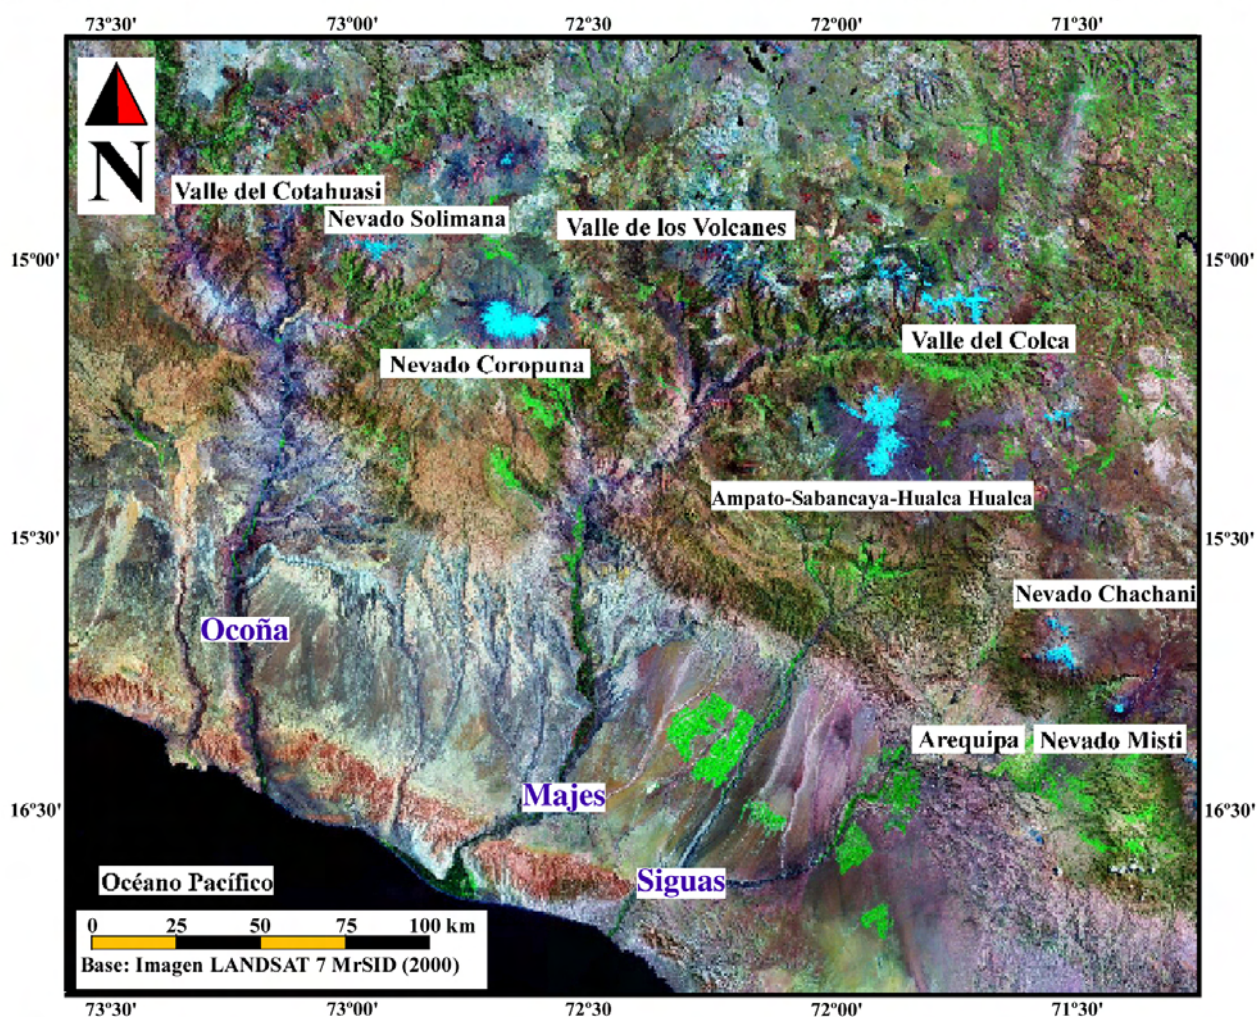 73°30' 73°00' 72°30' 72°00' 71°30'
N
Valle del Cotahuasi
Nevado Solimana
Valle de los Volcanes
15°00' 15°00'
Valle del Colca
Nevado Coropuna
Ampato-Sabancaya-Hualca Hualca
15°30' 15°30'
Nevado Chachani
Ocoña
Arequipa Nevado Misti
Majes
16°30' 16°30'
Siguas
Océano Pacífico
0 25 50 75 100 km
Base: Imagen LANDSAT 7 MrSID (2000)
73°30' 73°00' 72°30' 72°00' 71°30'